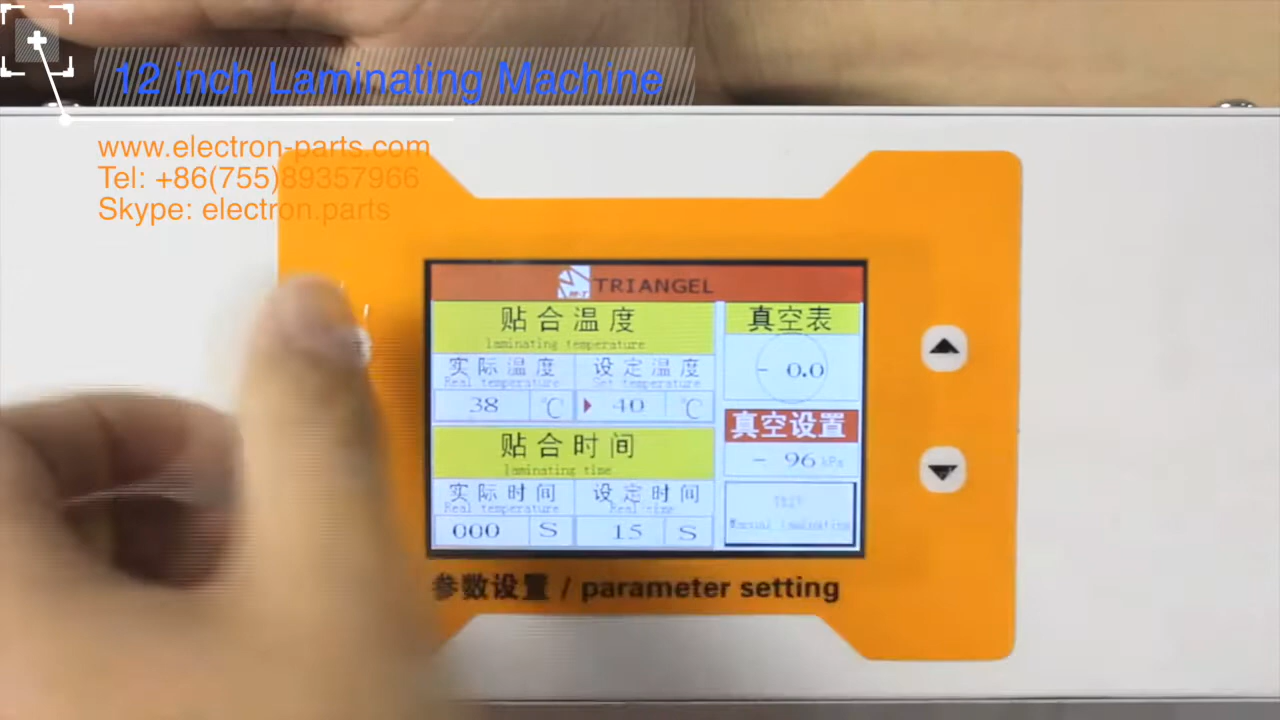 12 inch Laminating Machine
www.electron-parts.com
Tel: +86(755)89357966
Skype: electron.parts
TRIANGEL
贴合温度
laminating temperature
实际温度 设定温度
Real temperature Set temperature
38 ℃ 40 ℃
贴合时间
laminating time
实际时间 设定时间
Real temperature Real time
000 S 15 S
真空表
- 0.0
真空设置
- 96 kPa
Manual laminating
参数设置 / parameter setting